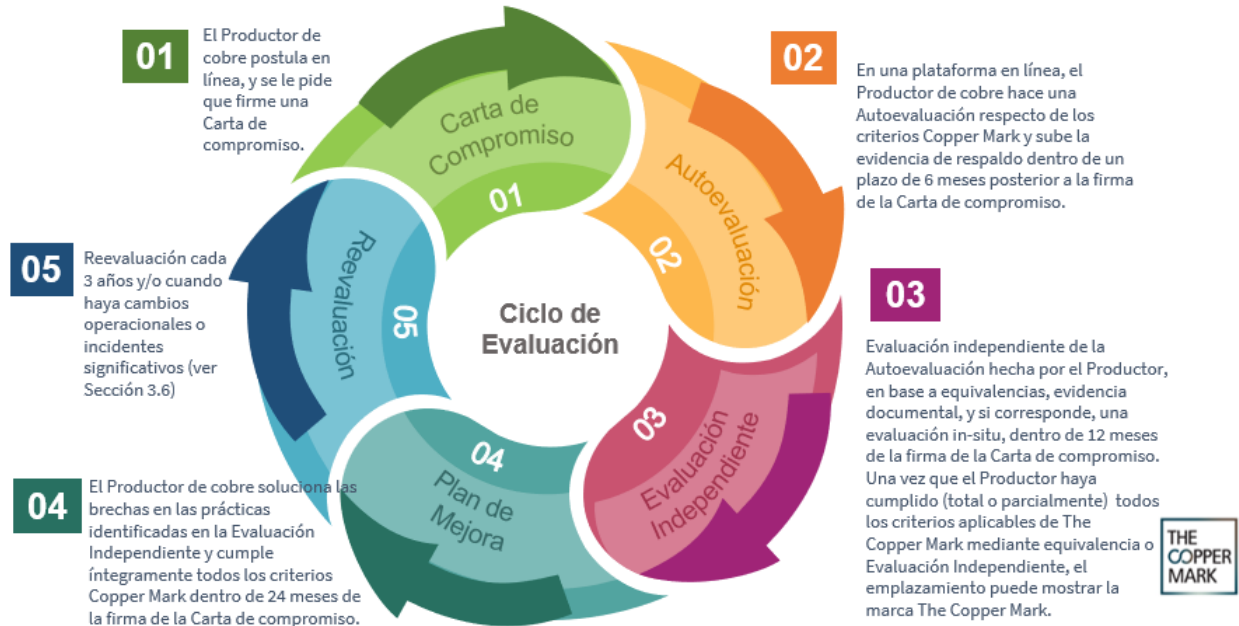 01
El Productor de
cobre postula en
línea, y se le pide
que firme una
Carta de
compromiso.
Carta de
Compromiso
01
02
En una plataforma en línea, el
Productor de cobre hace una
Autoevaluación respecto de los
criterios Copper Mark y sube la
evidencia de respaldo dentro de un
plazo de 6 meses posterior a la firma
de la Carta de compromiso.
Autoevaluación
02
03
Evaluación independiente de la
Autoevaluación hecha por el Productor,
en base a equivalencias, evidencia
documental, y si corresponde, una
evaluación in-situ, dentro de 12 meses
de la firma de la Carta de compromiso.
Una vez que el Productor haya
cumplido (total o parcialmente) todos
los criterios aplicables de The
Copper Mark mediante equivalencia o
Evaluación Independiente, el
emplazamiento puede mostrar la
marca The Copper Mark.
Evaluación
Independiente
03
THE
COPPER
MARK
04
El Productor de cobre soluciona las
brechas en las prácticas
identificadas en la Evaluación
Independiente y cumple
íntegramente todos los criterios
Copper Mark dentro de 24 meses de
la firma de la Carta de compromiso.
04
Plan de
Mejora
05
Reevaluación cada
3 años y/o cuando
haya cambios
operacionales o
incidentes
significativos (ver
Sección 3.6)
Reevaluación
05
Ciclo de
Evaluación